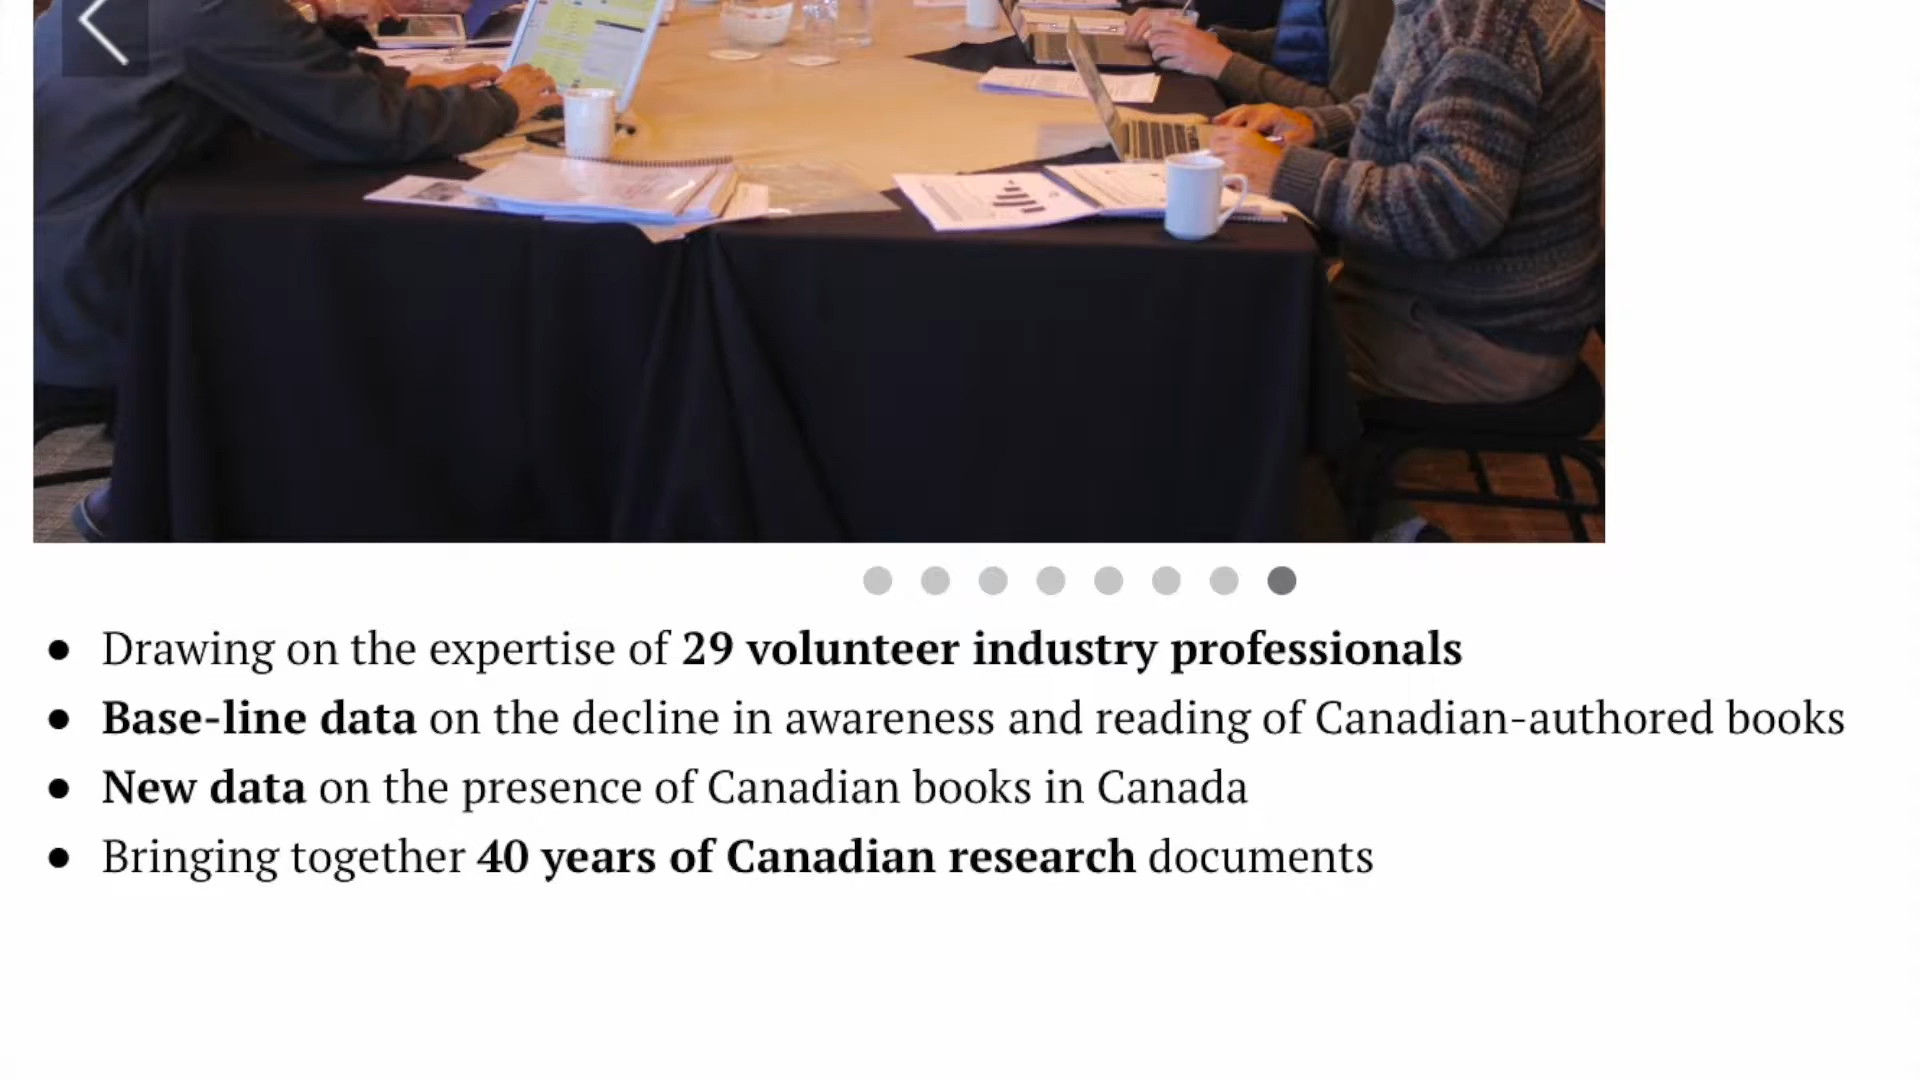 Drawing on the expertise of 29 volunteer industry professionals
Base-line data on the decline in awareness and reading of Canadian-authored books
New data on the presence of Canadian books in Canada
Bringing together 40 years of Canadian research documents